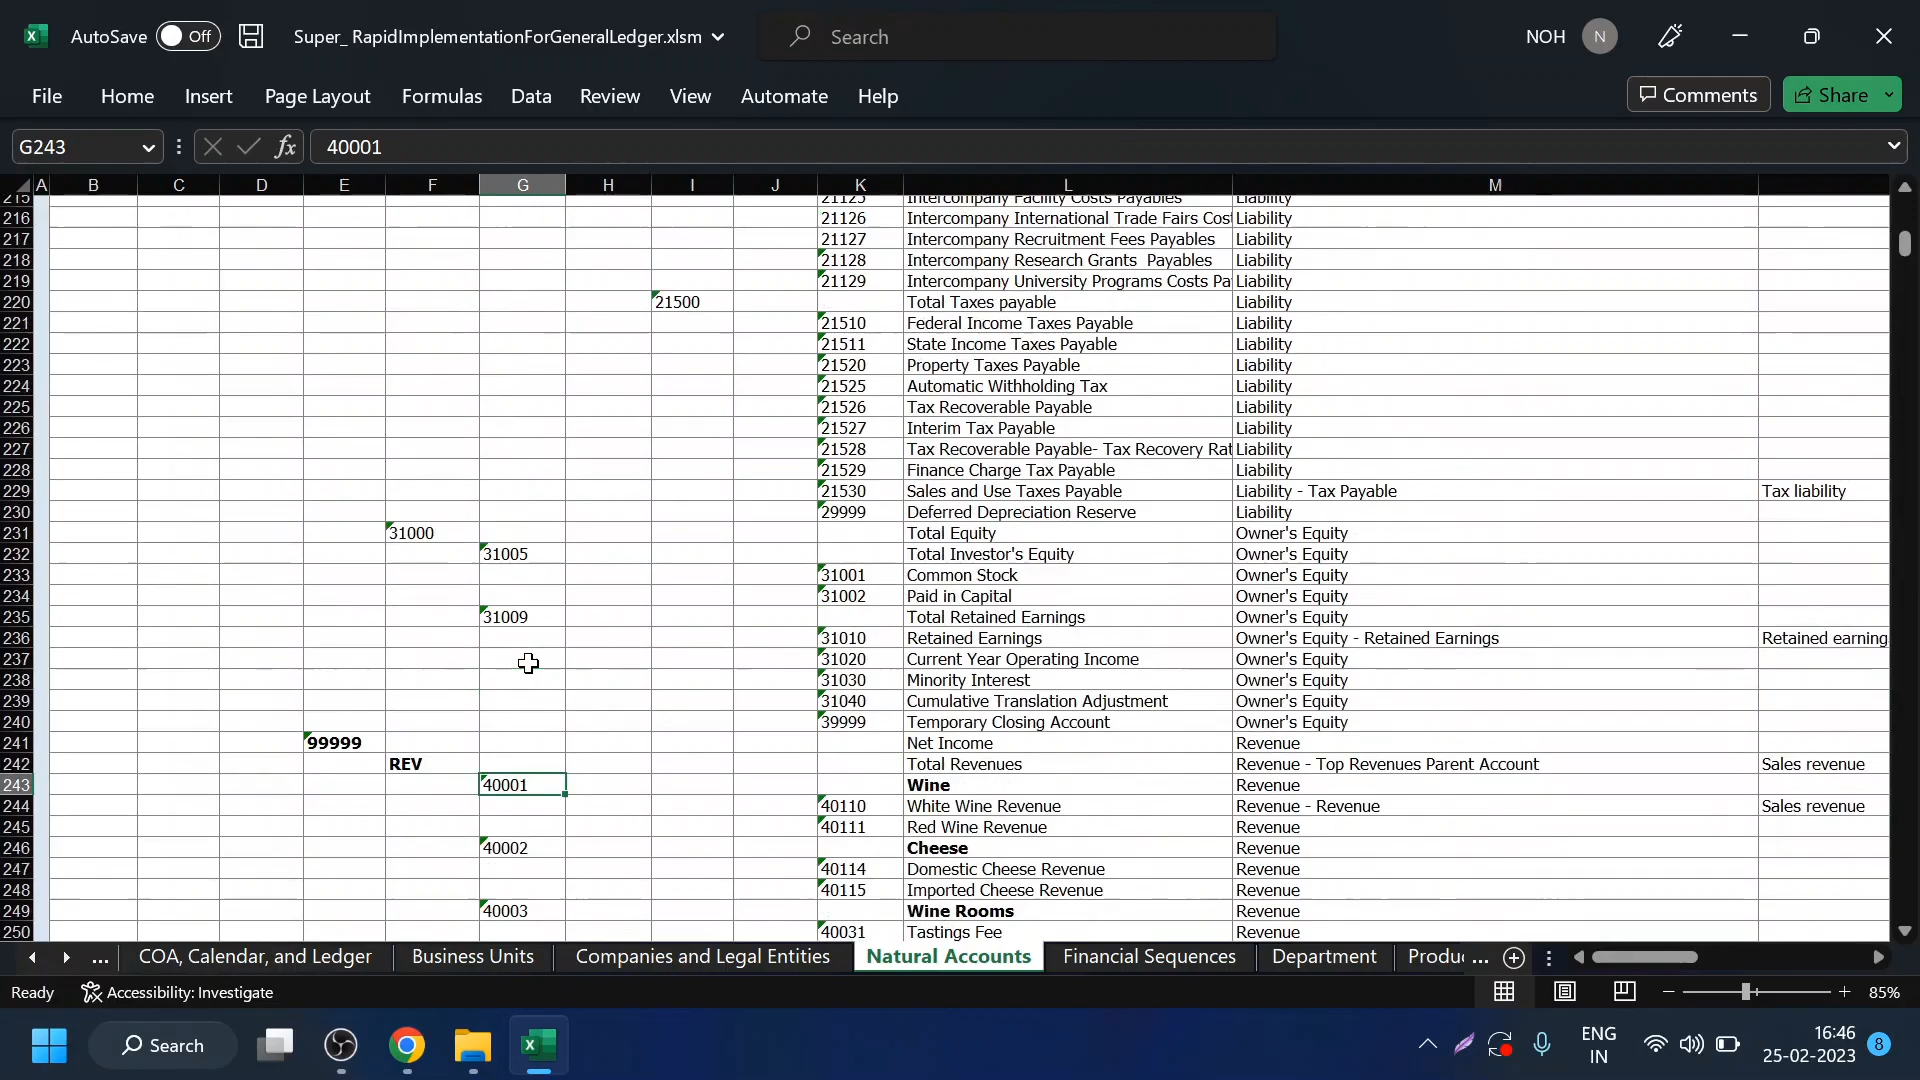 AutoSave Off Super_ RapidImplementationForGeneralLedger.xlsm Search NOH N
File Home Insert Page Layout Formulas Data Review View Automate Help Comments Share
G243 fx 40001
A B C D E F G H I J K L M
215 21125 Intercompany Facility Costs Payables Liability
216 21126 Intercompany International Trade Fairs Cost Liability
217 21127 Intercompany Recruitment Fees Payables Liability
218 21128 Intercompany Research Grants  Payables Liability
219 21129 Intercompany University Programs Costs Pa Liability
220 21500 Total Taxes payable Liability
221 21510 Federal Income Taxes Payable Liability
222 21511 State Income Taxes Payable Liability
223 21520 Property Taxes Payable Liability
224 21525 Automatic Withholding Tax Liability
225 21526 Tax Recoverable Payable Liability
226 21527 Interim Tax Payable Liability
227 21528 Tax Recoverable Payable- Tax Recovery Rat Liability
228 21529 Finance Charge Tax Payable Liability
229 21530 Sales and Use Taxes Payable Liability - Tax Payable Tax liability
230 29999 Deferred Depreciation Reserve Liability
231 31000 Total Equity Owner's Equity
232 31005 Total Investor's Equity Owner's Equity
233 31001 Common Stock Owner's Equity
234 31002 Paid in Capital Owner's Equity
235 31009 Total Retained Earnings Owner's Equity
236 31010 Retained Earnings Owner's Equity - Retained Earnings Retained earning
237 31020 Current Year Operating Income Owner's Equity
238 31030 Minority Interest Owner's Equity
239 31040 Cumulative Translation Adjustment Owner's Equity
240 39999 Temporary Closing Account Owner's Equity
241 99999 Net Income Revenue
242 REV Total Revenues Revenue - Top Revenues Parent Account Sales revenue
243 40001 Wine Revenue
244 40110 White Wine Revenue Revenue - Revenue Sales revenue
245 40111 Red Wine Revenue Revenue
246 40002 Cheese Revenue
247 40114 Domestic Cheese Revenue Revenue
248 40115 Imported Cheese Revenue Revenue
249 40003 Wine Rooms Revenue
250 40031 Tastings Fee Revenue
... COA, Calendar, and Ledger Business Units Companies and Legal Entities Natural Accounts Financial Sequences Department Produc ...
Ready Accessibility: Investigate 85%
Search ENG IN 16:46 25-02-2023 8